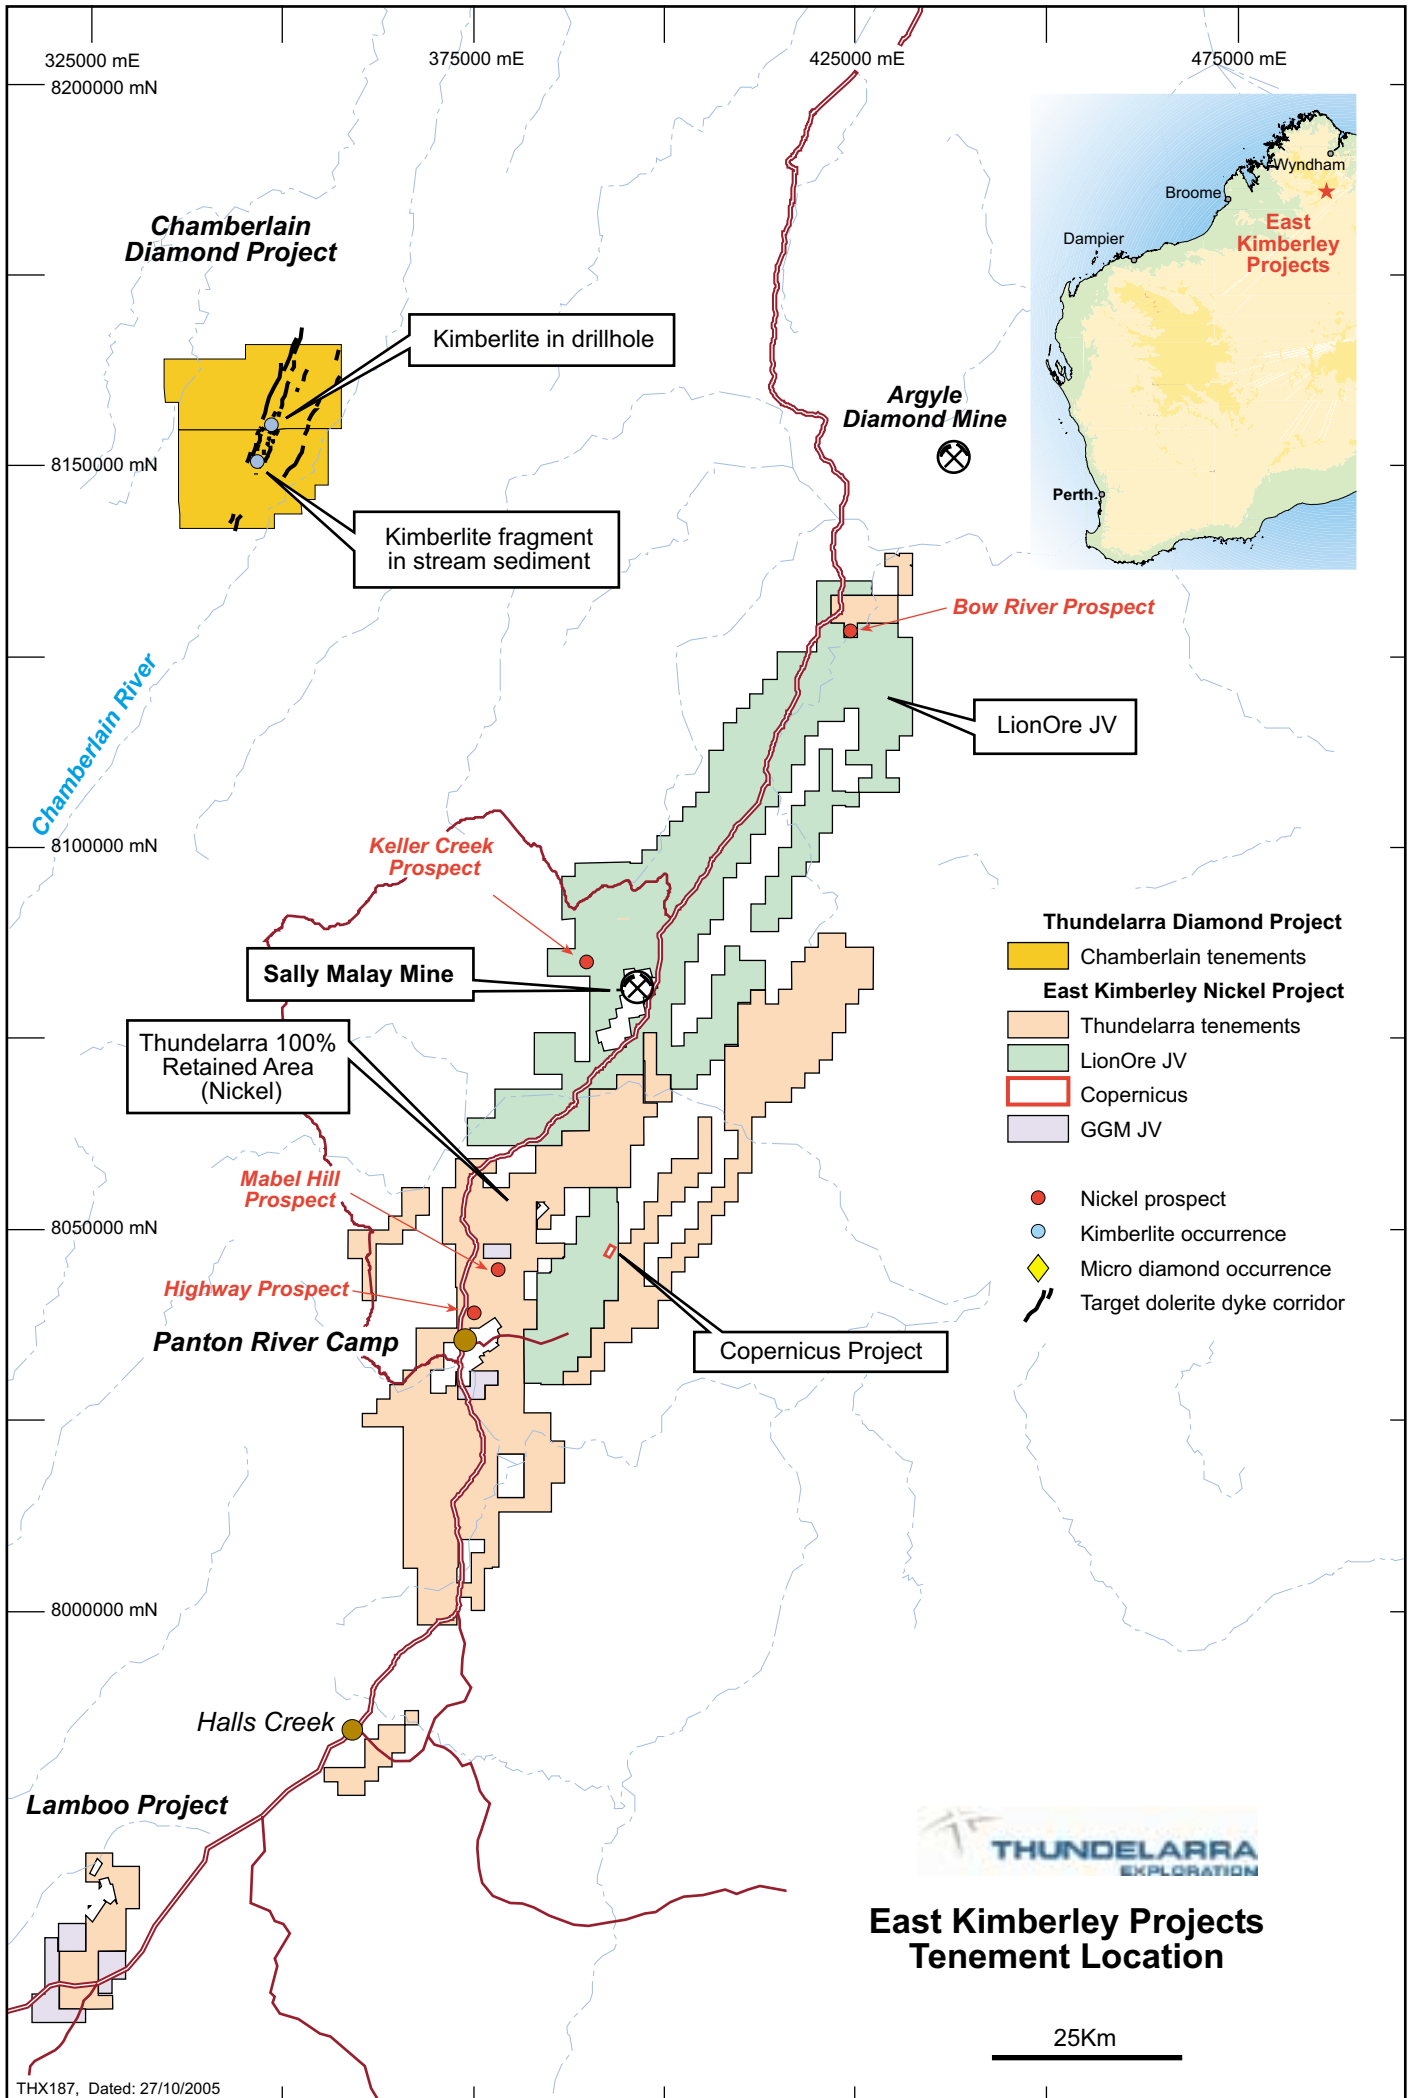 325000 mE
375000 mE
425000 mE
475000 mE
8200000 mN
Wyndham
Broome
East
Kimberley
Projects
Dampier
Perth
Chamberlain
Diamond Project
Kimberlite in drillhole
Argyle
Diamond Mine
8150000 mN
Kimberlite fragment
in stream sediment
Bow River Prospect
LionOre JV
Chamberlain River
8100000 mN
Keller Creek
Prospect
Sally Malay Mine
Thundelarra 100%
Retained Area
(Nickel)
Thundelarra Diamond Project
Chamberlain tenements
East Kimberley Nickel Project
Thundelarra tenements
LionOre JV
Copernicus
GGM JV
Nickel prospect
Kimberlite occurrence
Micro diamond occurrence
Target dolerite dyke corridor
Mabel Hill
Prospect
8050000 mN
Highway Prospect
Panton River Camp
Copernicus Project
8000000 mN
Halls Creek
Lamboo Project
THUNDELARRA
EXPLORATION
East Kimberley Projects
Tenement Location
25Km
THX187, Dated: 27/10/2005